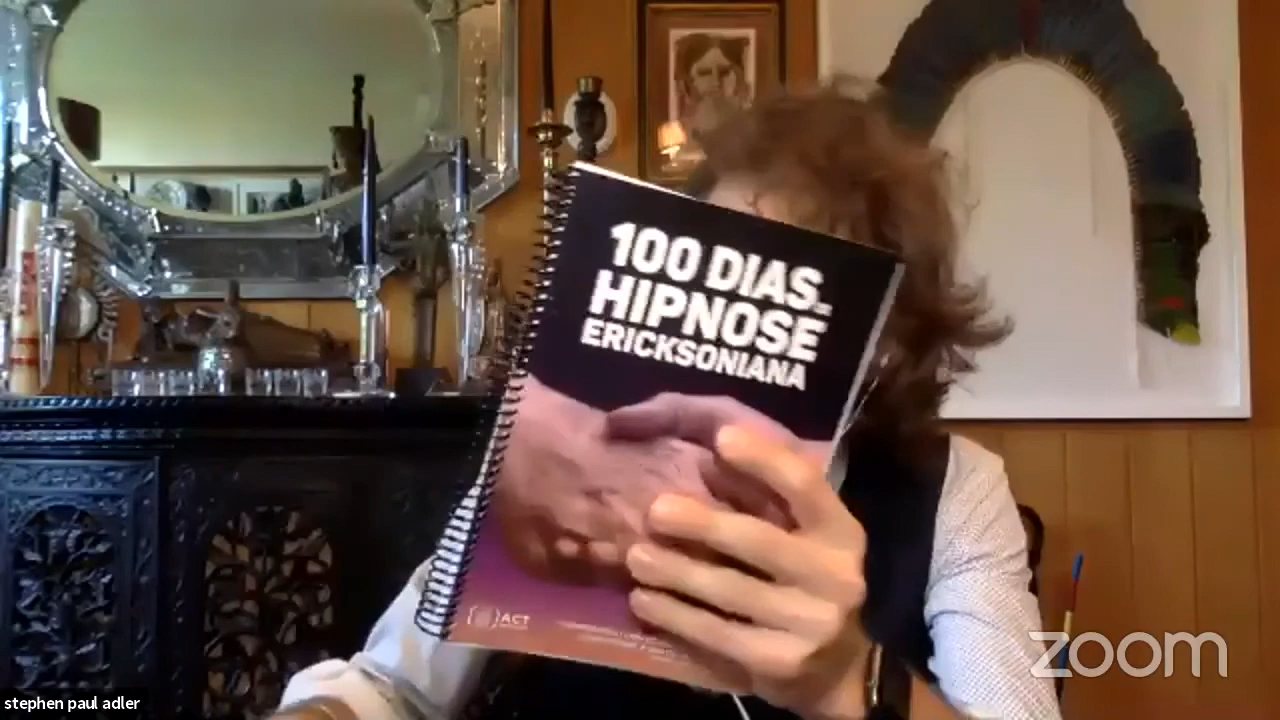 100 DIAS.
HIPNOSE
ERICKSONIANA
ACT
stephen paul adler
zoom